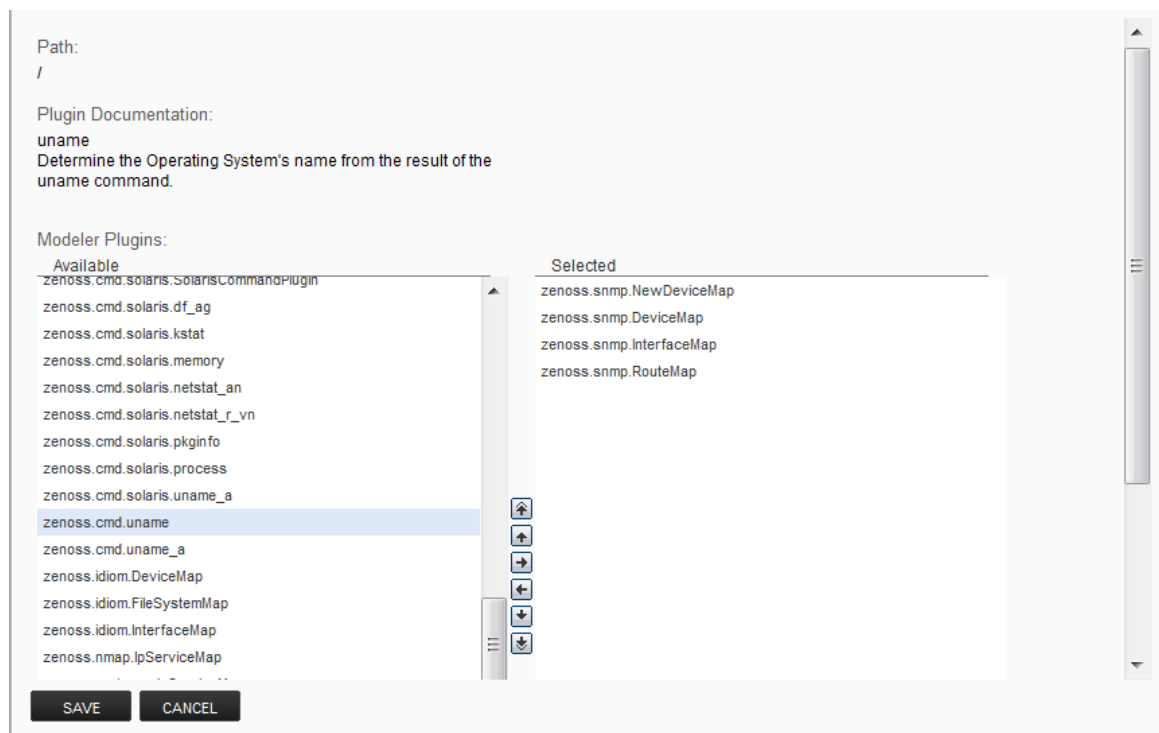 Path:
/
Plugin Documentation:
uname
Determine the Operating System's name from the result of the
uname command.
Modeler Plugins:
Available
zenoss.cmd.solaris.SolarisCommandPlugin
zenoss.cmd.solaris.df_ag
zenoss.cmd.solaris.kstat
zenoss.cmd.solaris.memory
zenoss.cmd.solaris.netstat_an
zenoss.cmd.solaris.netstat_r_vn
zenoss.cmd.solaris.pkginfo
zenoss.cmd.solaris.process
zenoss.cmd.solaris.uname_a
zenoss.cmd.uname
zenoss.cmd.uname_a
zenoss.idiom.DeviceMap
zenoss.idiom.FileSystemMap
zenoss.idiom.InterfaceMap
zenoss.nmap.IpServiceMap
Selected
zenoss.snmp.NewDeviceMap
zenoss.snmp.DeviceMap
zenoss.snmp.InterfaceMap
zenoss.snmp.RouteMap
SAVE
CANCEL